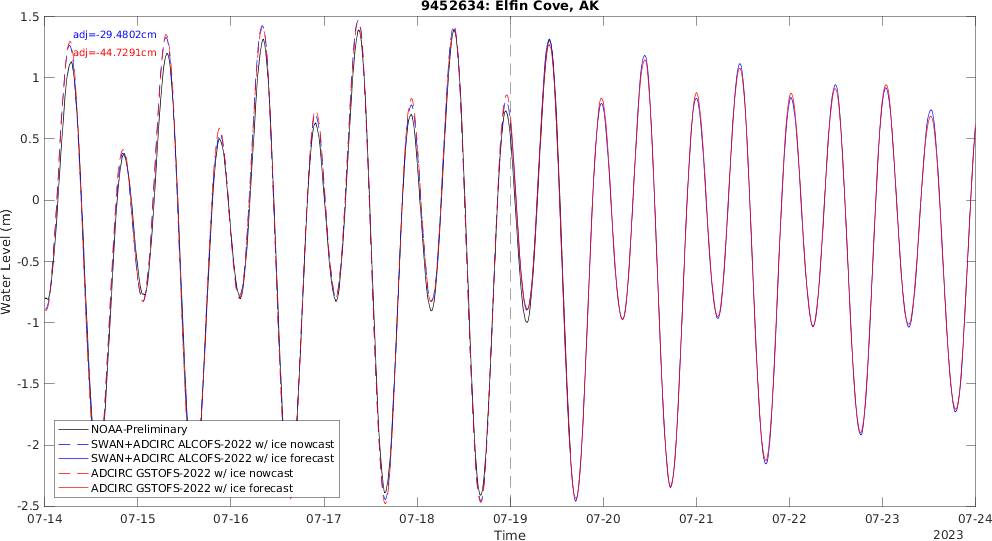 9452634: Elfin Cove, AK
adj=-29.4802cm
adj=-44.7291cm
1.5
1
0.5
0
-0.5
-1
-1.5
-2
-2.5
Water Level (m)
NOAA-Preliminary
SWAN+ADCIRC ALCOFS-2022 w/ ice nowcast
SWAN+ADCIRC ALCOFS-2022 w/ ice forecast
ADCIRC GSTOFS-2022 w/ ice nowcast
ADCIRC GSTOFS-2022 w/ ice forecast
07-14 07-15 07-16 07-17 07-18 07-19 07-20 07-21 07-22 07-23 07-24
Time
2023